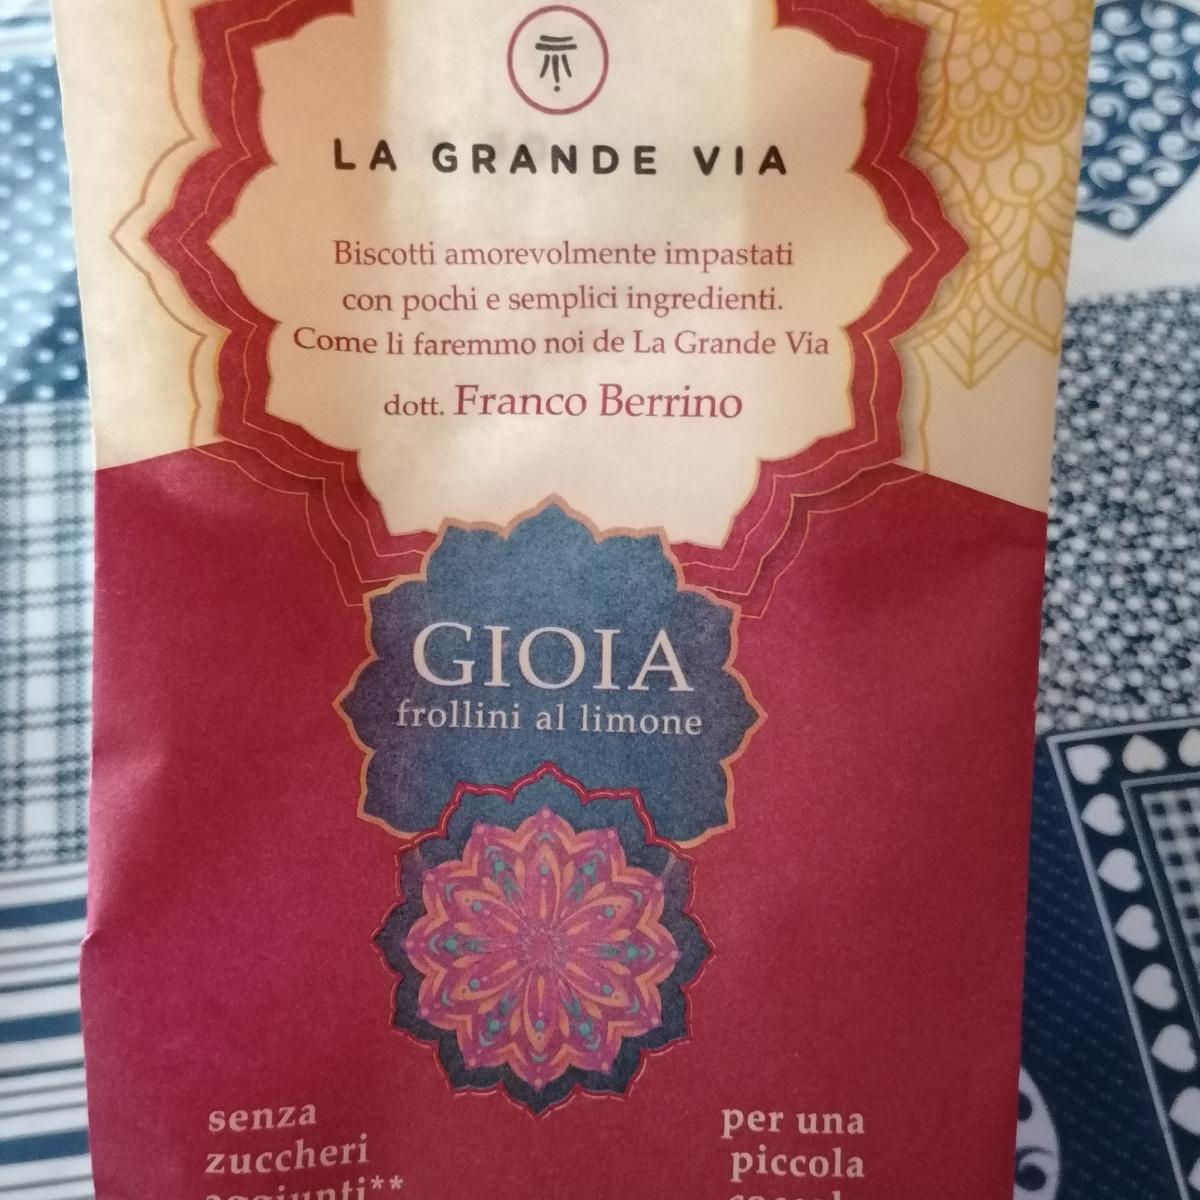 LA GRANDE VIA
Biscotti amorevolmente impastati
con pochi e semplici ingredienti.
Come li faremmo noi de La Grande Via
dott. Franco Berrino
GIOIA
frollini al limone
senza
zuccheri
aggiunti**
per una
piccola